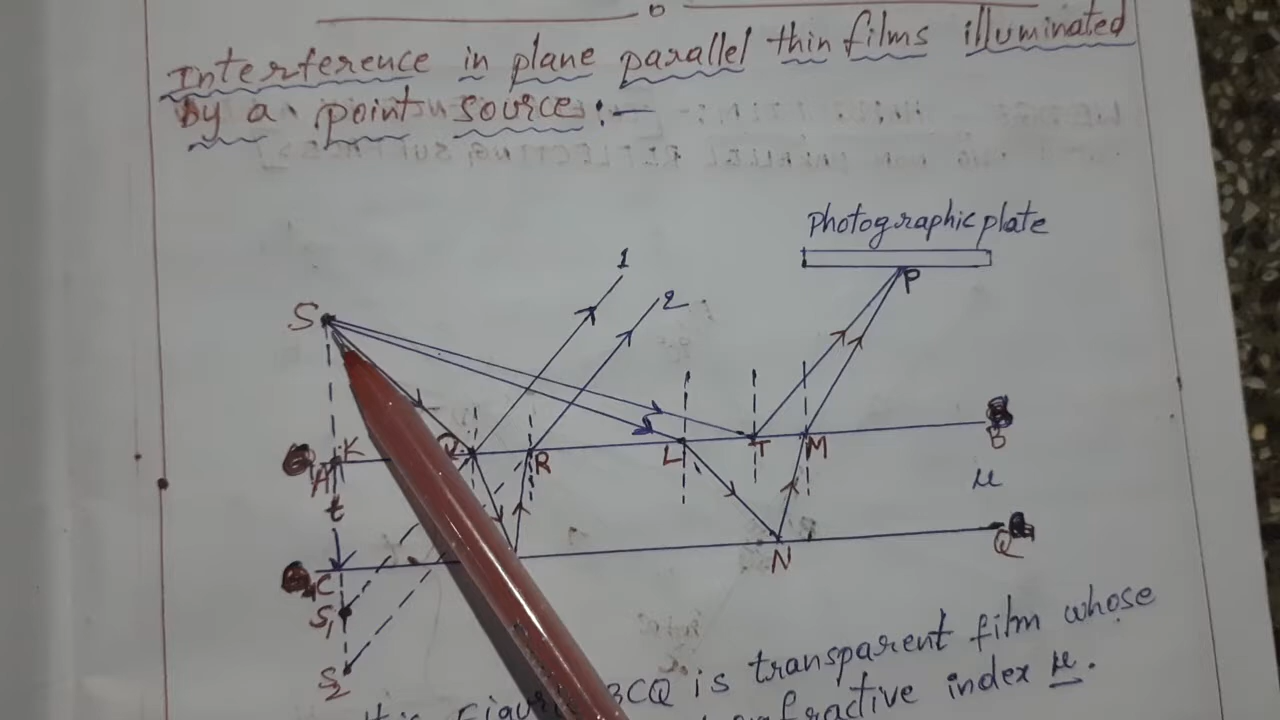 Interference in plane parallel thin films illuminated
by a point source:-
photographic plate
1
2
P
S
K
R
L
T
M
B
A
t
μ
C
N
Q
S1
S2
BCQ is transparent film whose
refractive index μ.